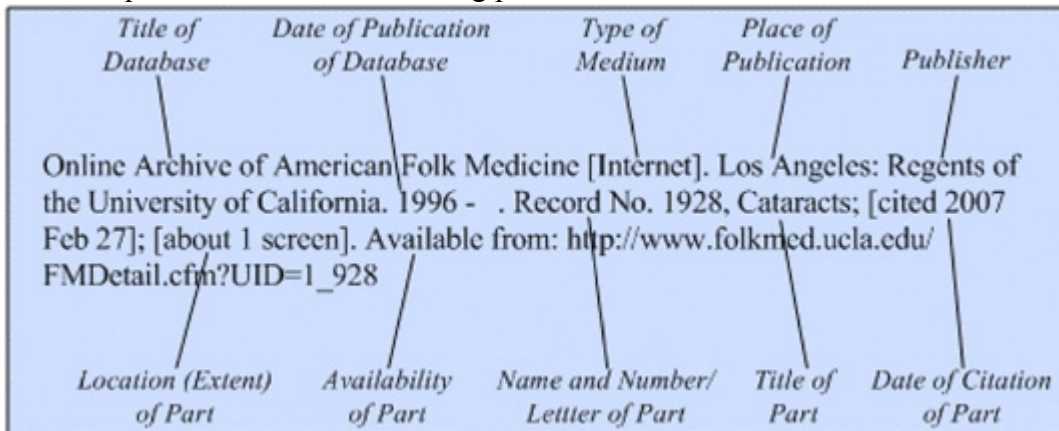 Title of Date of Publication Type of Place of
Database of Database Medium Publication Publisher
Online Archive of American Folk Medicine [Internet]. Los Angeles: Regents of
the University of California. 1996 - . Record No. 1928, Cataracts; [cited 2007
Feb 27]; [about 1 screen]. Available from: http://www.folkmed.ucla.edu/
FMDetail.cfm?UID=1_928
Location (Extent) Availability Name and Number/ Title of Date of Citation
of Part of Part Lettter of Part Part of Part